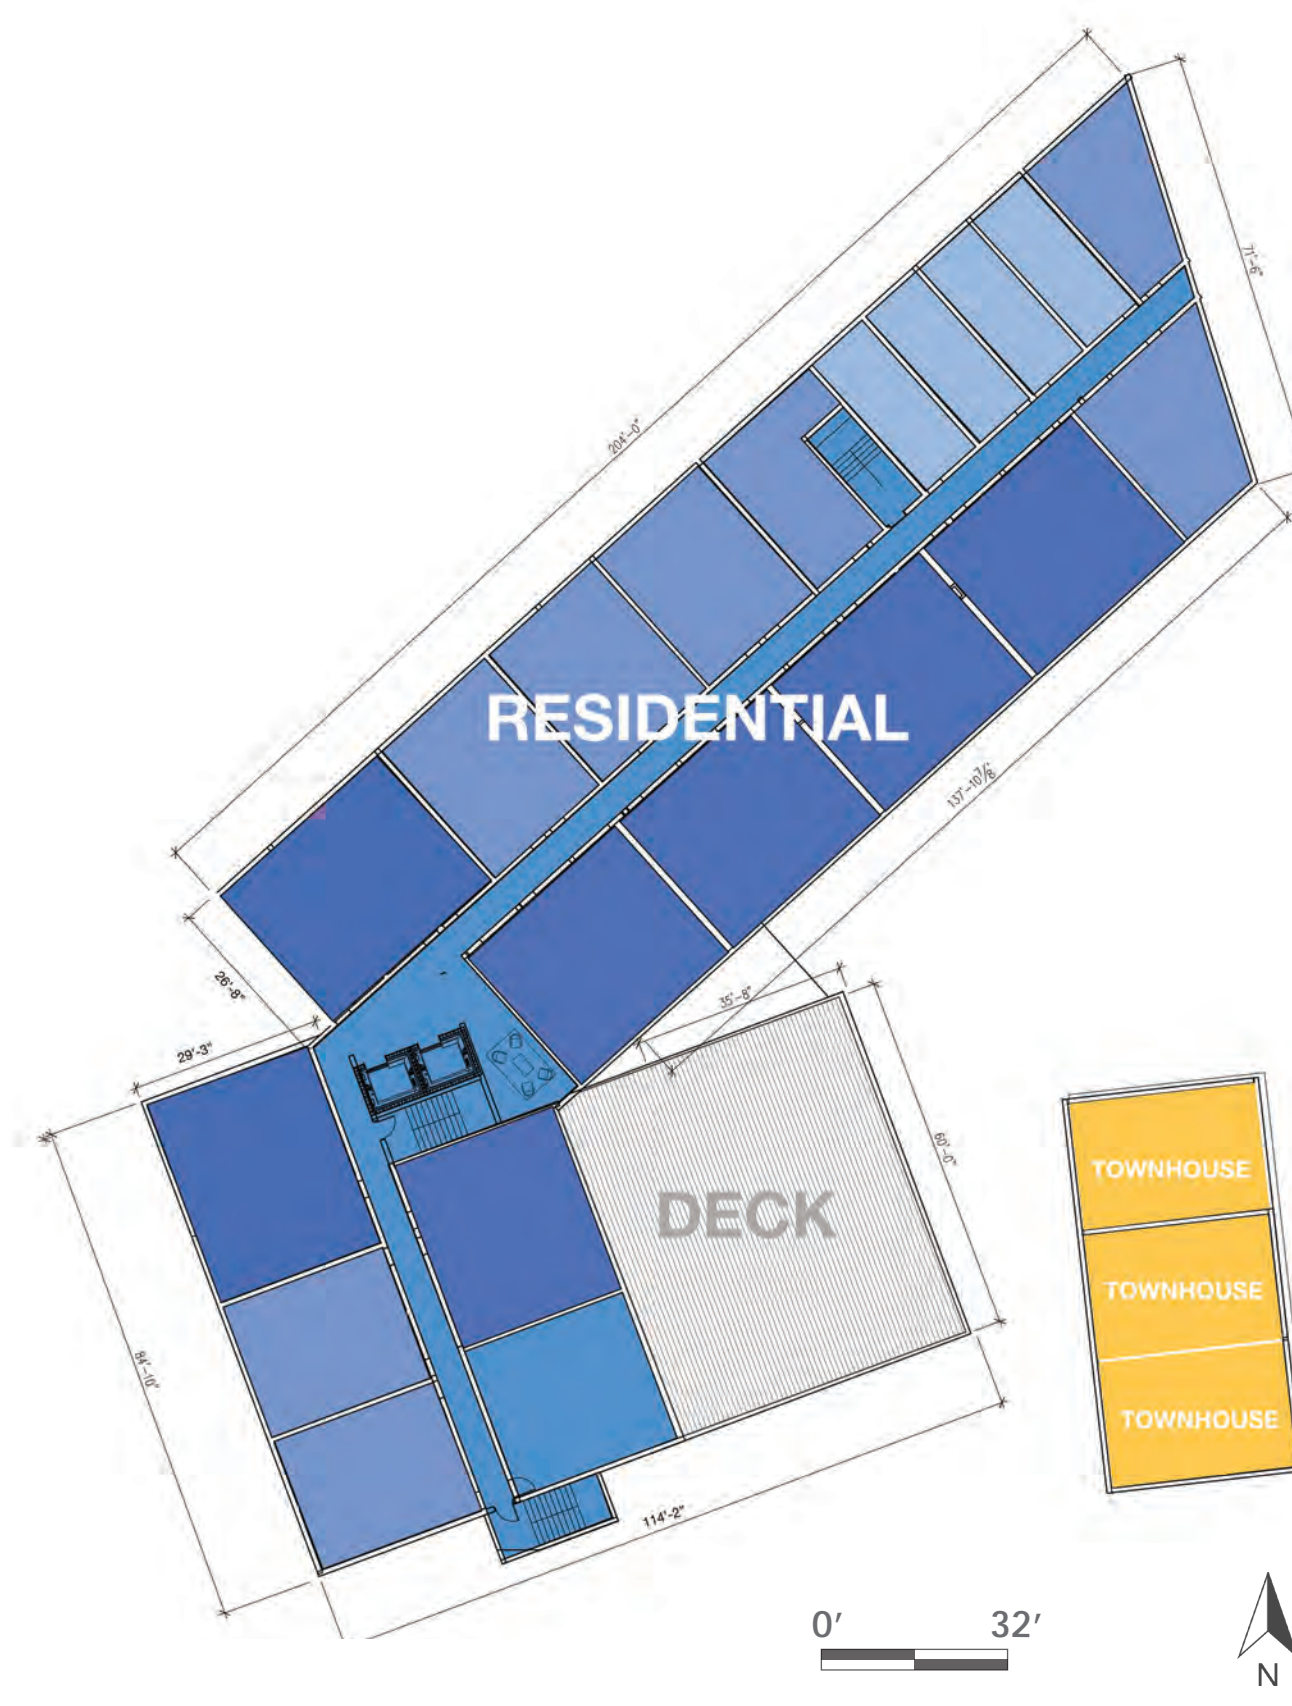 71'-6"
204'-0"
RESIDENTIAL
137'-10⅞"
26'-8"
35'-8"
29'-3"
60'-0"
TOWNHOUSE
DECK
TOWNHOUSE
84'-10"
TOWNHOUSE
114'-2"
0' 32'
N